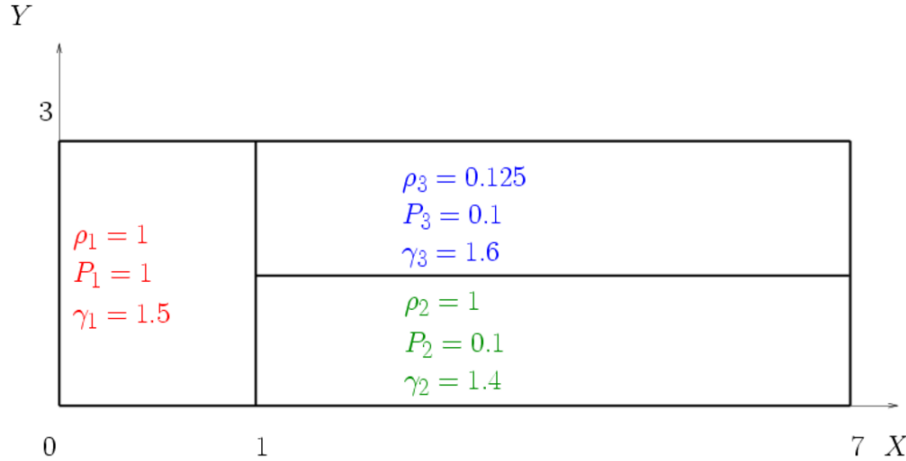 Y
3
ρ₃ = 0.125
P₃ = 0.1
γ₃ = 1.6
ρ₁ = 1
P₁ = 1
γ₁ = 1.5
ρ₂ = 1
P₂ = 0.1
γ₂ = 1.4
0 1 7 X